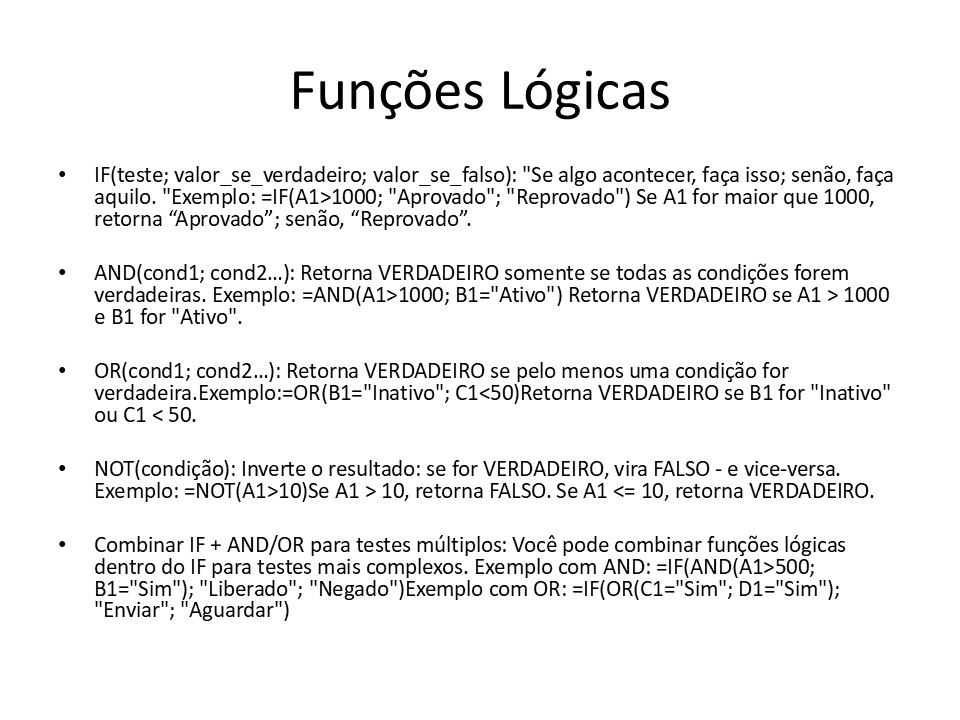 Funções Lógicas
• IF(teste; valor_se_verdadeiro; valor_se_falso): "Se algo acontecer, faça isso; senão, faça
aquilo. "Exemplo: =IF(A1>1000; "Aprovado"; "Reprovado") Se A1 for maior que 1000,
retorna “Aprovado”; senão, “Reprovado”.
• AND(cond1; cond2…): Retorna VERDADEIRO somente se todas as condições forem
verdadeiras. Exemplo: =AND(A1>1000; B1="Ativo") Retorna VERDADEIRO se A1 > 1000
e B1 for "Ativo".
• OR(cond1; cond2…): Retorna VERDADEIRO se pelo menos uma condição for
verdadeira.Exemplo:=OR(B1="Inativo"; C1<50)Retorna VERDADEIRO se B1 for "Inativo"
ou C1 < 50.
• NOT(condição): Inverte o resultado: se for VERDADEIRO, vira FALSO - e vice-versa.
Exemplo: =NOT(A1>10)Se A1 > 10, retorna FALSO. Se A1 <= 10, retorna VERDADEIRO.
• Combinar IF + AND/OR para testes múltiplos: Você pode combinar funções lógicas
dentro do IF para testes mais complexos. Exemplo com AND: =IF(AND(A1>500;
B1="Sim"); "Liberado"; "Negado")Exemplo com OR: =IF(OR(C1="Sim"; D1="Sim");
"Enviar"; "Aguardar")